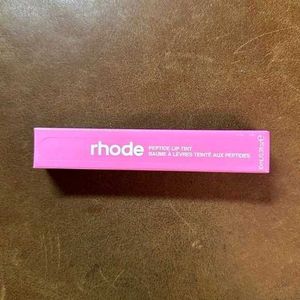 rhode
PEPTIDE LIP TINT
BAUME À LÈVRES TEINTÉ AUX PEPTIDES